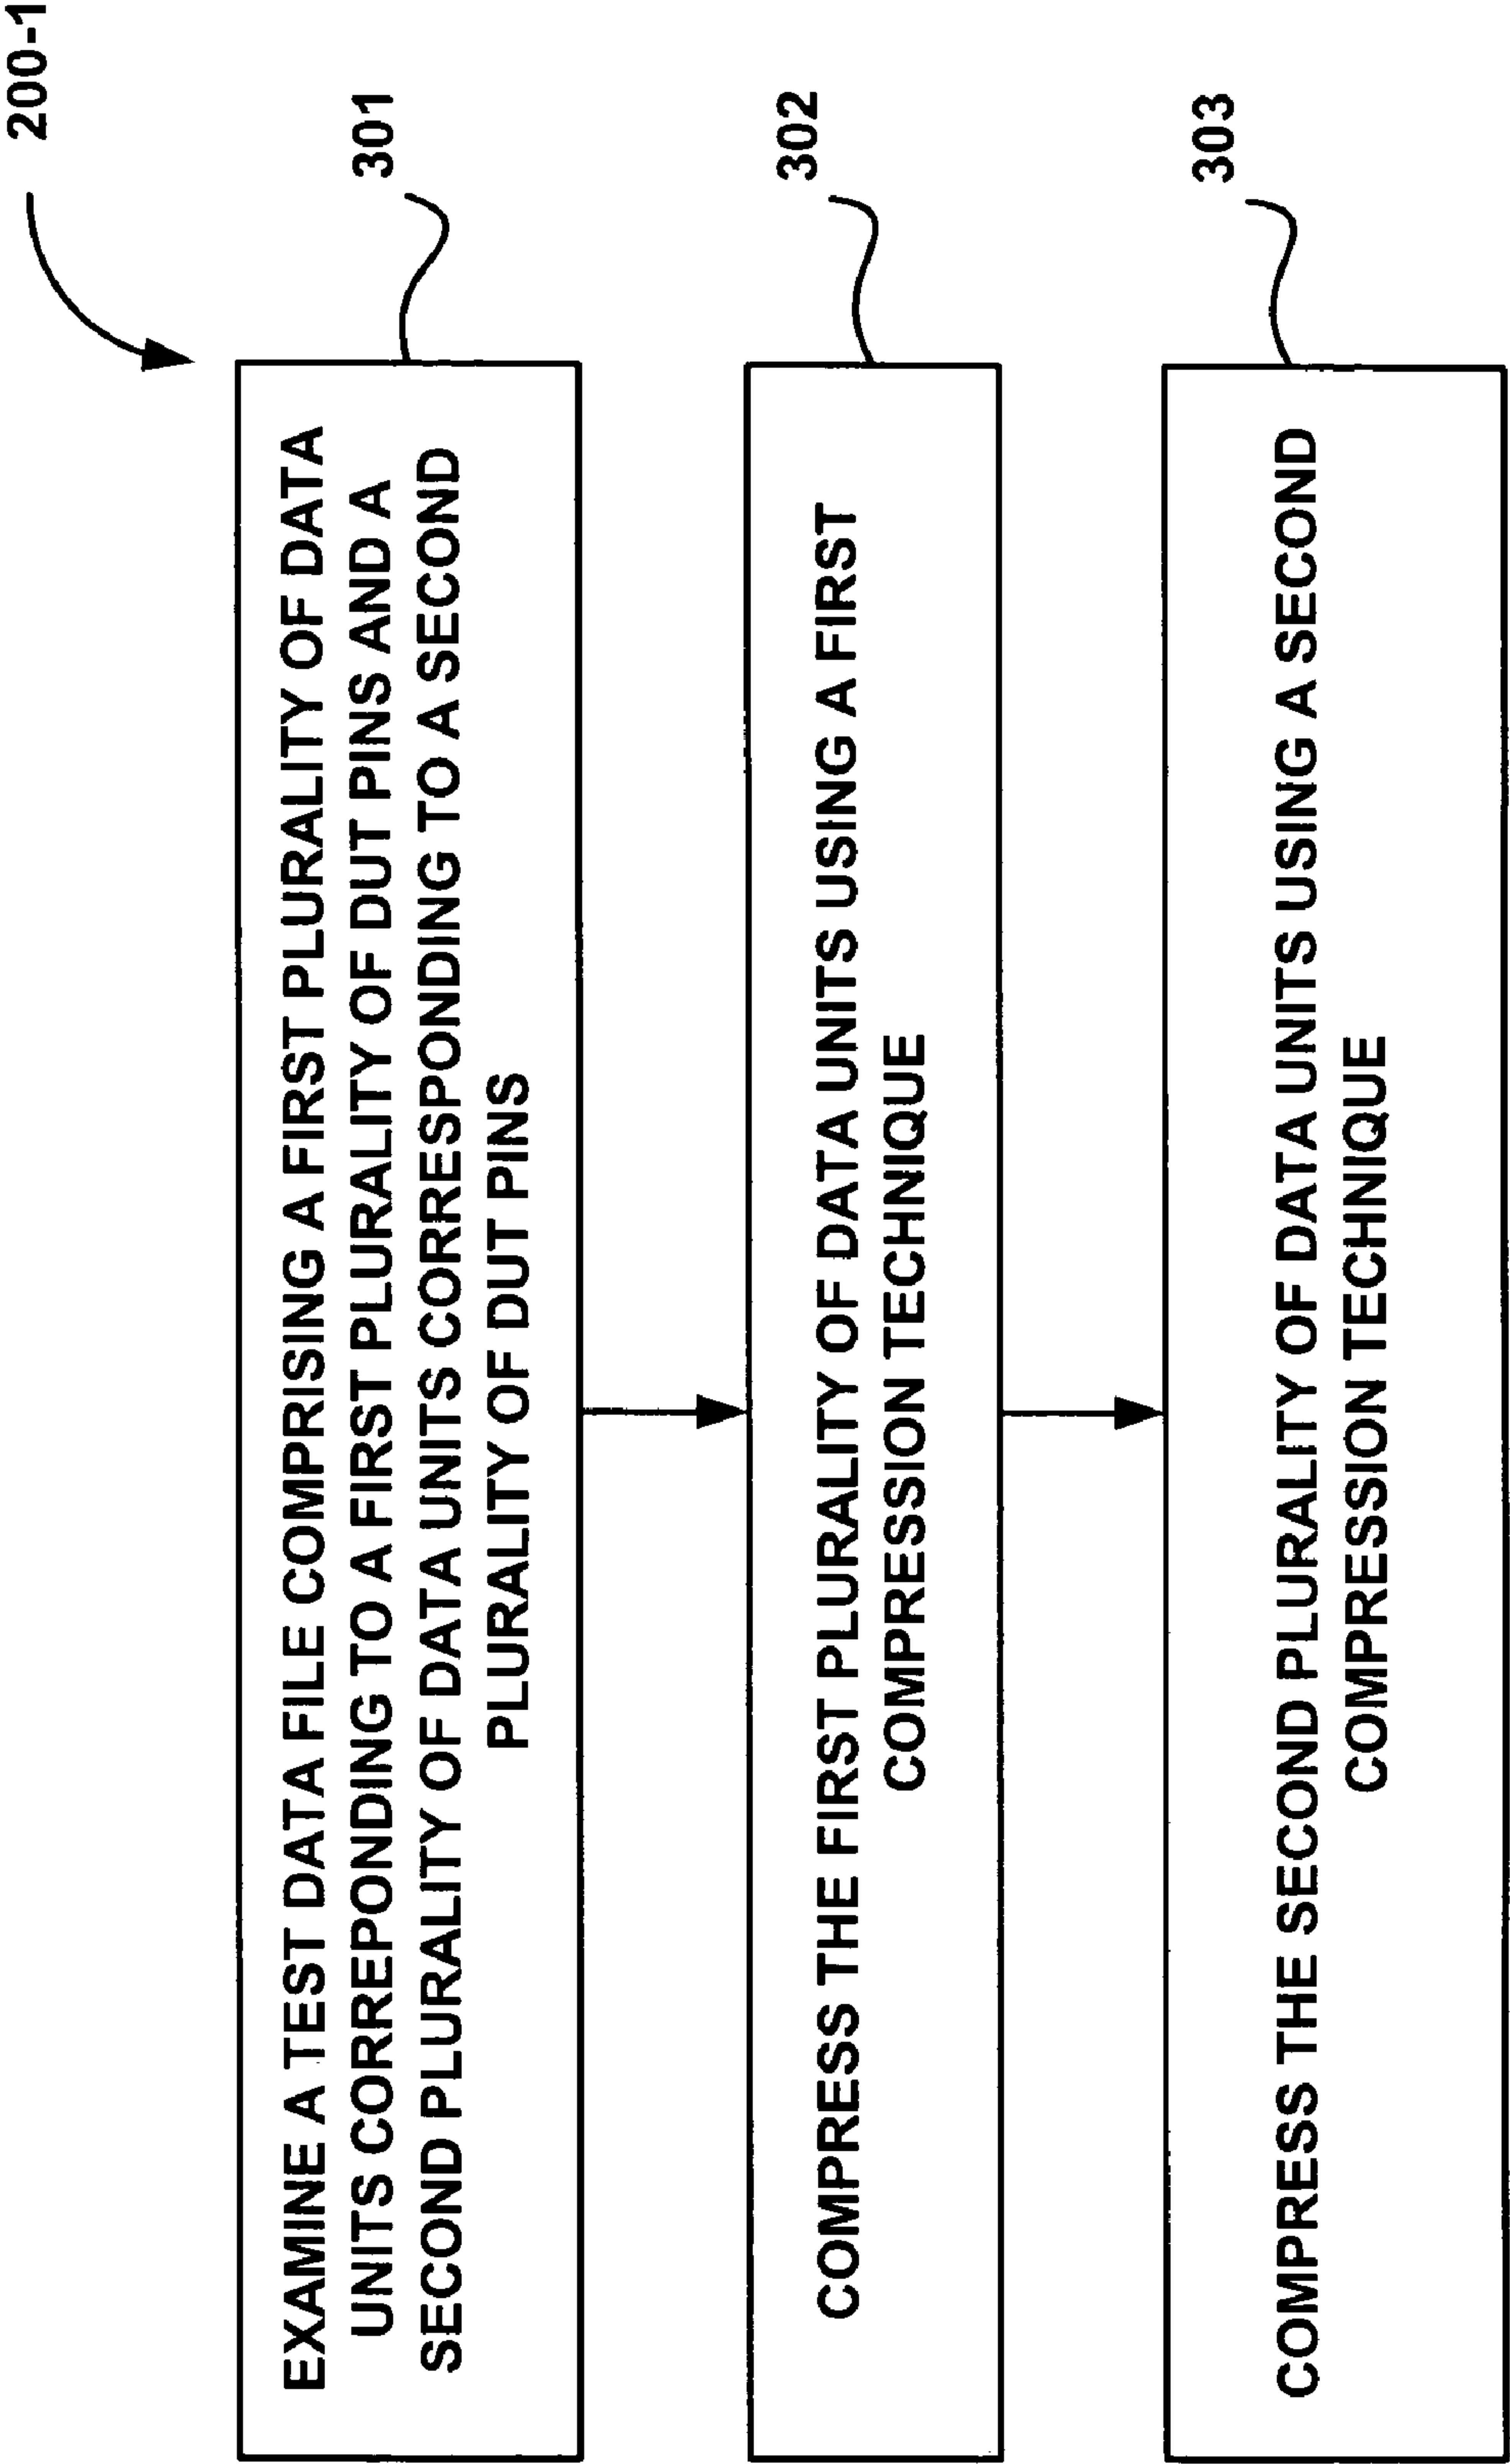 200-1
301
EXAMINE A TEST DATA FILE COMPRISING A FIRST PLURALITY OF DATA
UNITS CORREPONDING TO A FIRST PLURALITY OF DUT PINS AND A
SECOND PLURALITY OF DATA UNITS CORRESPONDING TO A SECOND
PLURALITY OF DUT PINS
302
COMPRESS THE FIRST PLURALITY OF DATA UNITS USING A FIRST
COMPRESSION TECHNIQUE
303
COMPRESS THE SECOND PLURALITY OF DATA UNITS USING A SECOND
COMPRESSION TECHNIQUE